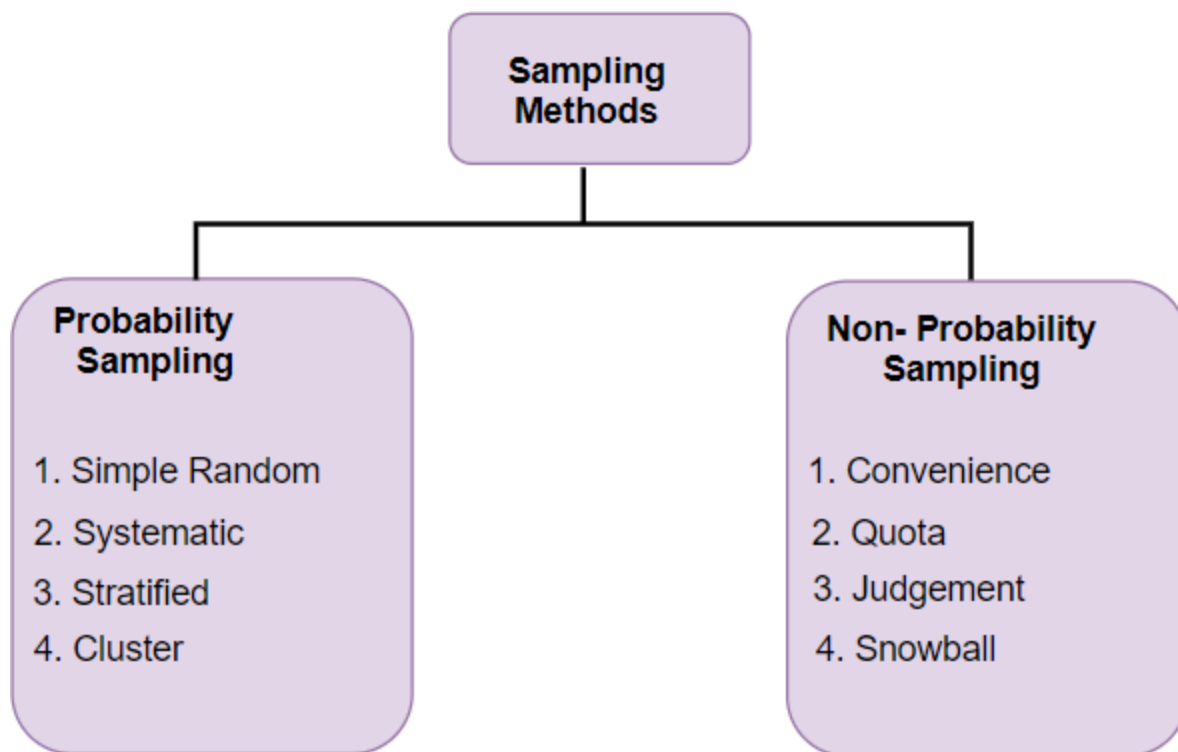 Sampling
Methods
Probability
Sampling
1. Simple Random
2. Systematic
3. Stratified
4. Cluster
Non- Probability
Sampling
1. Convenience
2. Quota
3. Judgement
4. Snowball